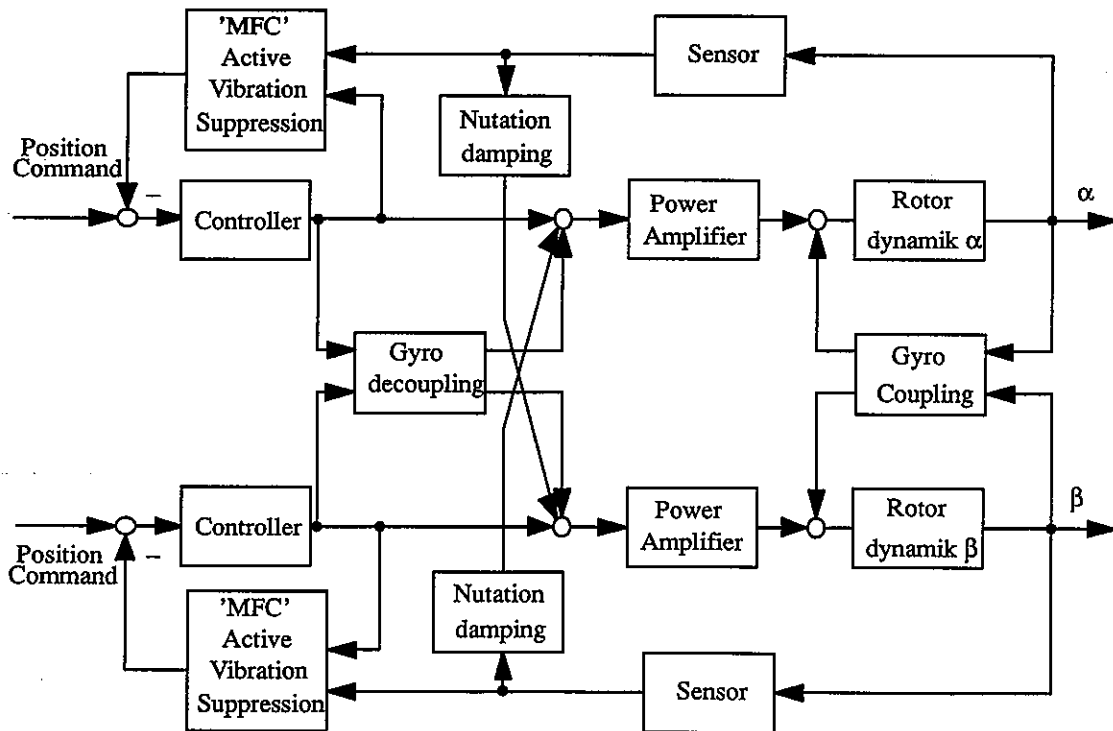 'MFC'
Active
Vibration
Suppression
Sensor
Nutation
damping
Position
Command
−
Controller
Power
Amplifier
Rotor
dynamik α
α
Gyro
decoupling
Gyro
Coupling
Controller
Power
Amplifier
Rotor
dynamik β
β
Position
Command
−
'MFC'
Active
Vibration
Suppression
Nutation
damping
Sensor